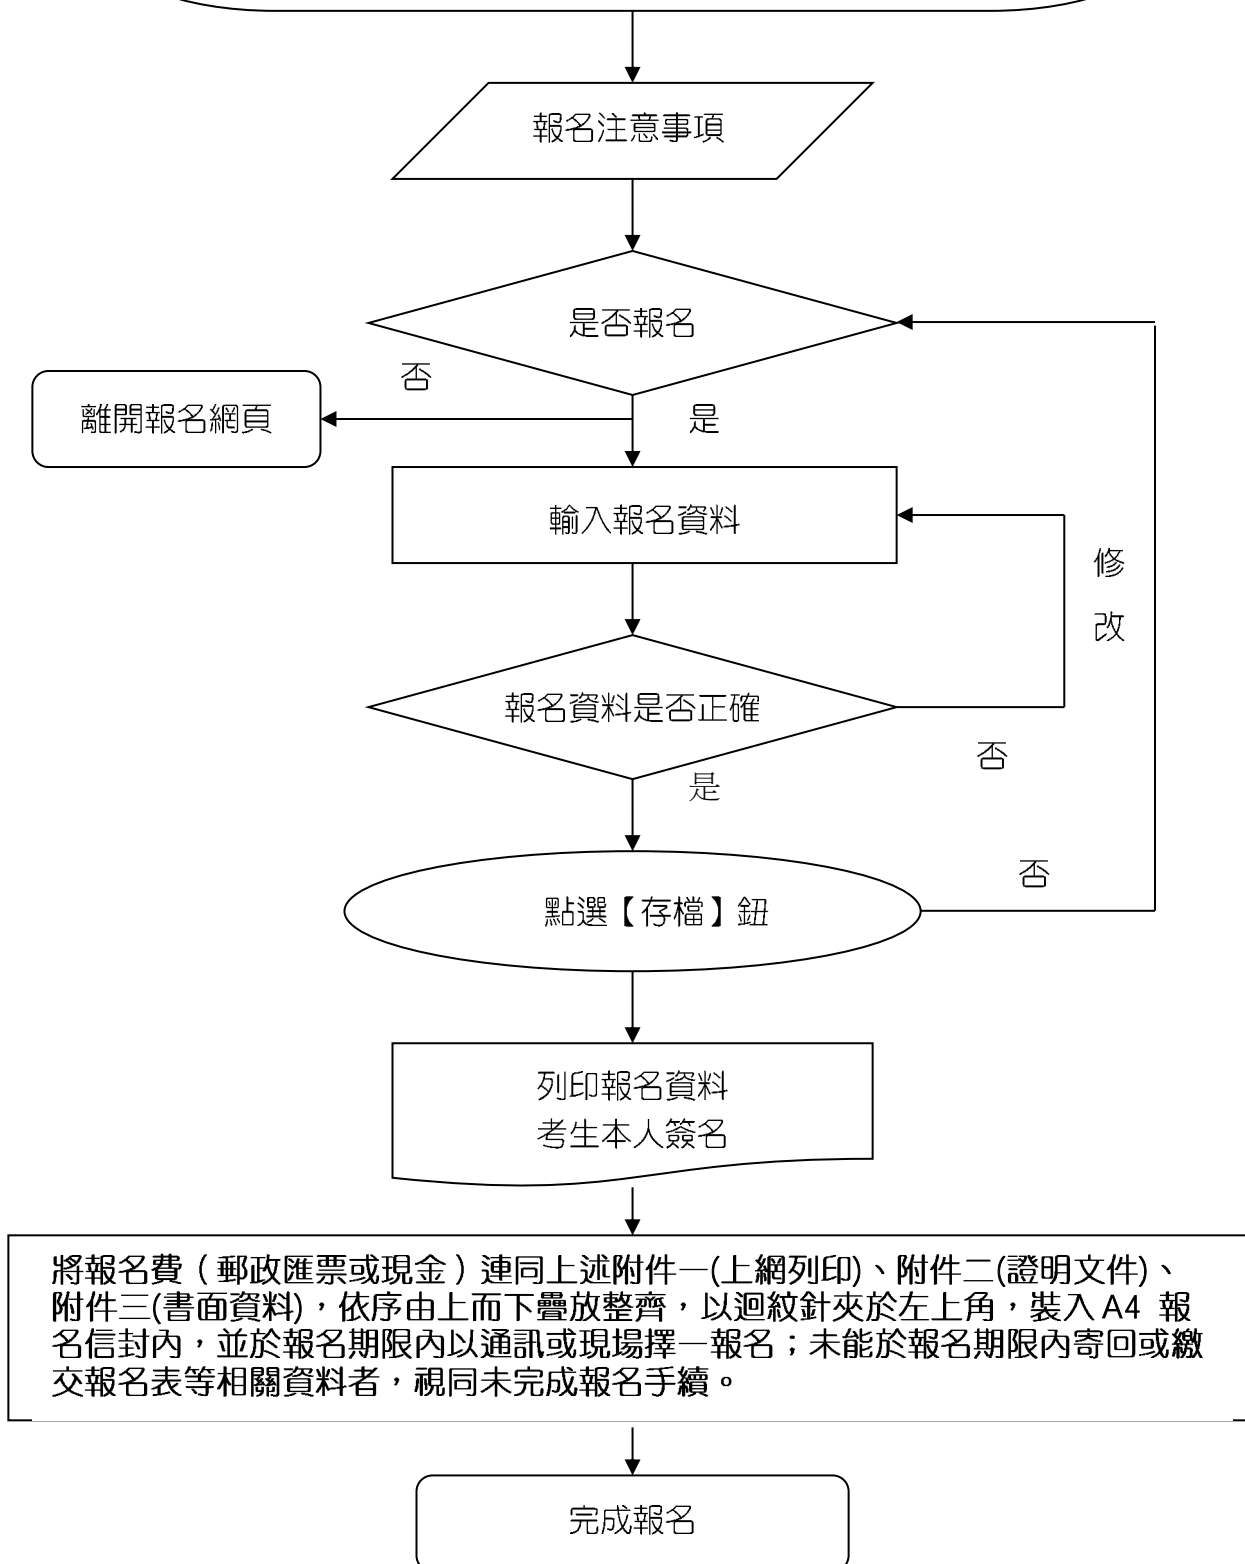 報名注意事項
是否報名
否
離開報名網頁
是
輸入報名資料
修
改
報名資料是否正確
否
是
否
點選【存檔】鈕
列印報名資料
考生本人簽名
將報名費（郵政匯票或現金）連同上述附件一(上網列印)、附件二(證明文件)、
附件三(書面資料)，依序由上而下疊放整齊，以迴紋針夾於左上角，裝入 A4 報
名信封內，並於報名期限內以通訊或現場擇一報名；未能於報名期限內寄回或繳
交報名表等相關資料者，視同未完成報名手續。
完成報名